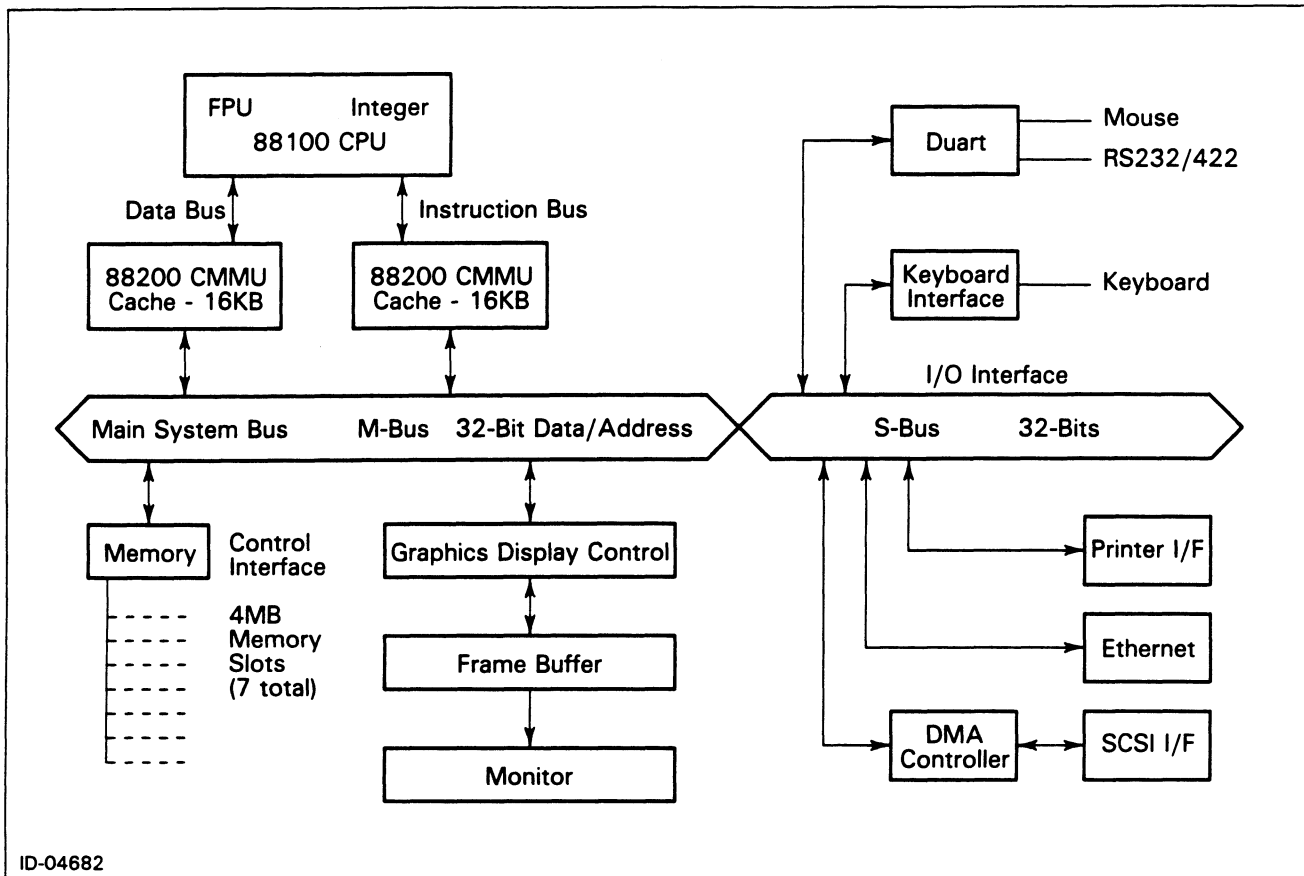 FPU Integer
88100 CPU
Data Bus
Instruction Bus
88200 CMMU
Cache - 16KB
88200 CMMU
Cache - 16KB
Duart
Mouse
RS232/422
Keyboard
Interface
Keyboard
I/O Interface
Main System Bus M-Bus 32-Bit Data/Address
S-Bus 32-Bits
Memory
Control
Interface
4MB
Memory
Slots
(7 total)
Graphics Display Control
Frame Buffer
Monitor
Printer I/F
Ethernet
DMA
Controller
SCSI I/F
ID-04682